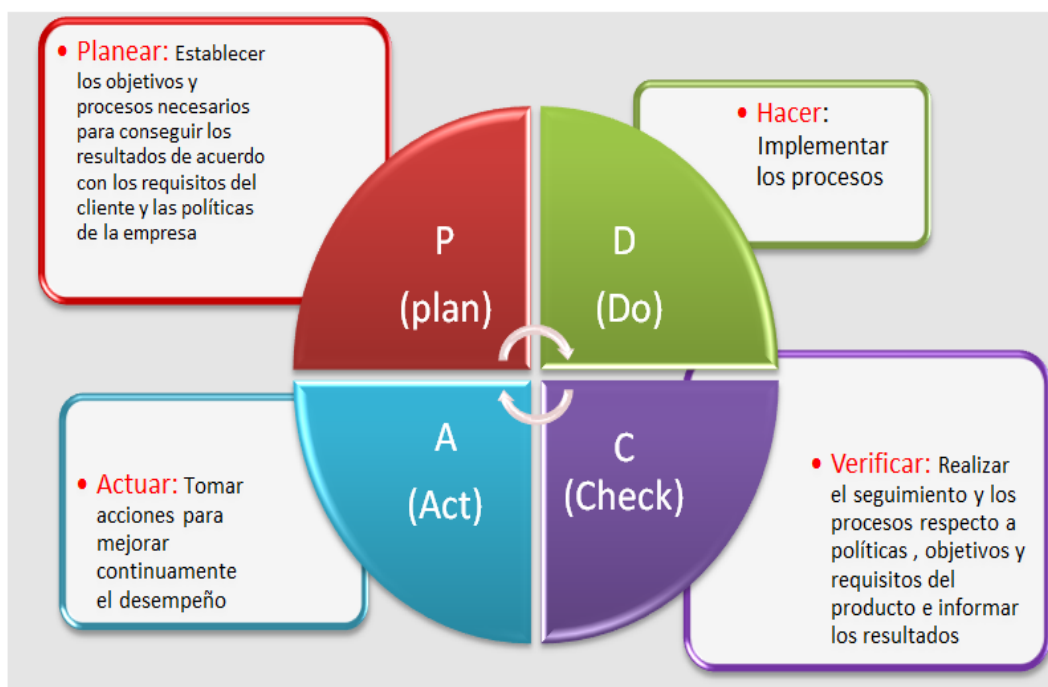 • Planear: Establecer
los objetivos y
procesos necesarios
para conseguir los
resultados de acuerdo
con los requisitos del
cliente y las políticas
de la empresa
P
(plan)
D
(Do)
• Hacer:
Implementar
los procesos
• Actuar: Tomar
acciones para
mejorar
continuamente
el desempeño
A
(Act)
C
(Check)
• Verificar: Realizar
el seguimiento y los
procesos respecto a
políticas , objetivos y
requisitos del
producto e informar
los resultados